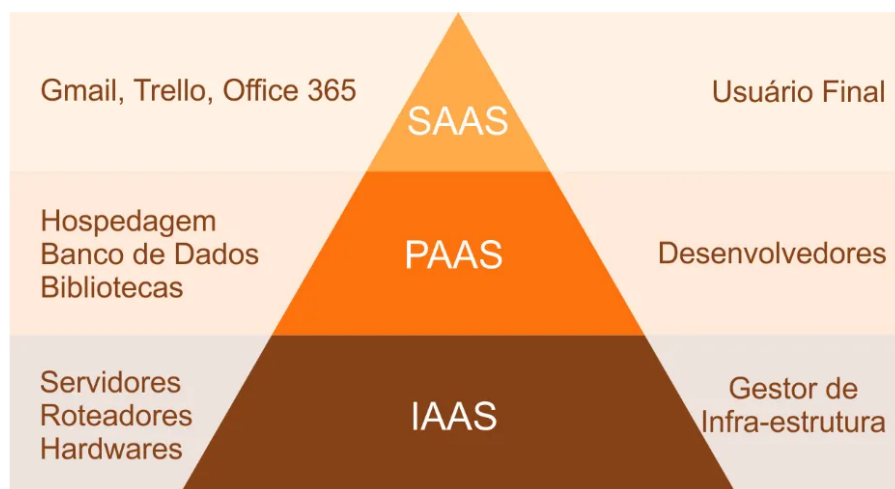 Gmail, Trello, Office 365
SAAS
Usuário Final
Hospedagem
Banco de Dados
Bibliotecas
PAAS
Desenvolvedores
Servidores
Roteadores
Hardwares
IAAS
Gestor de
Infra-estrutura